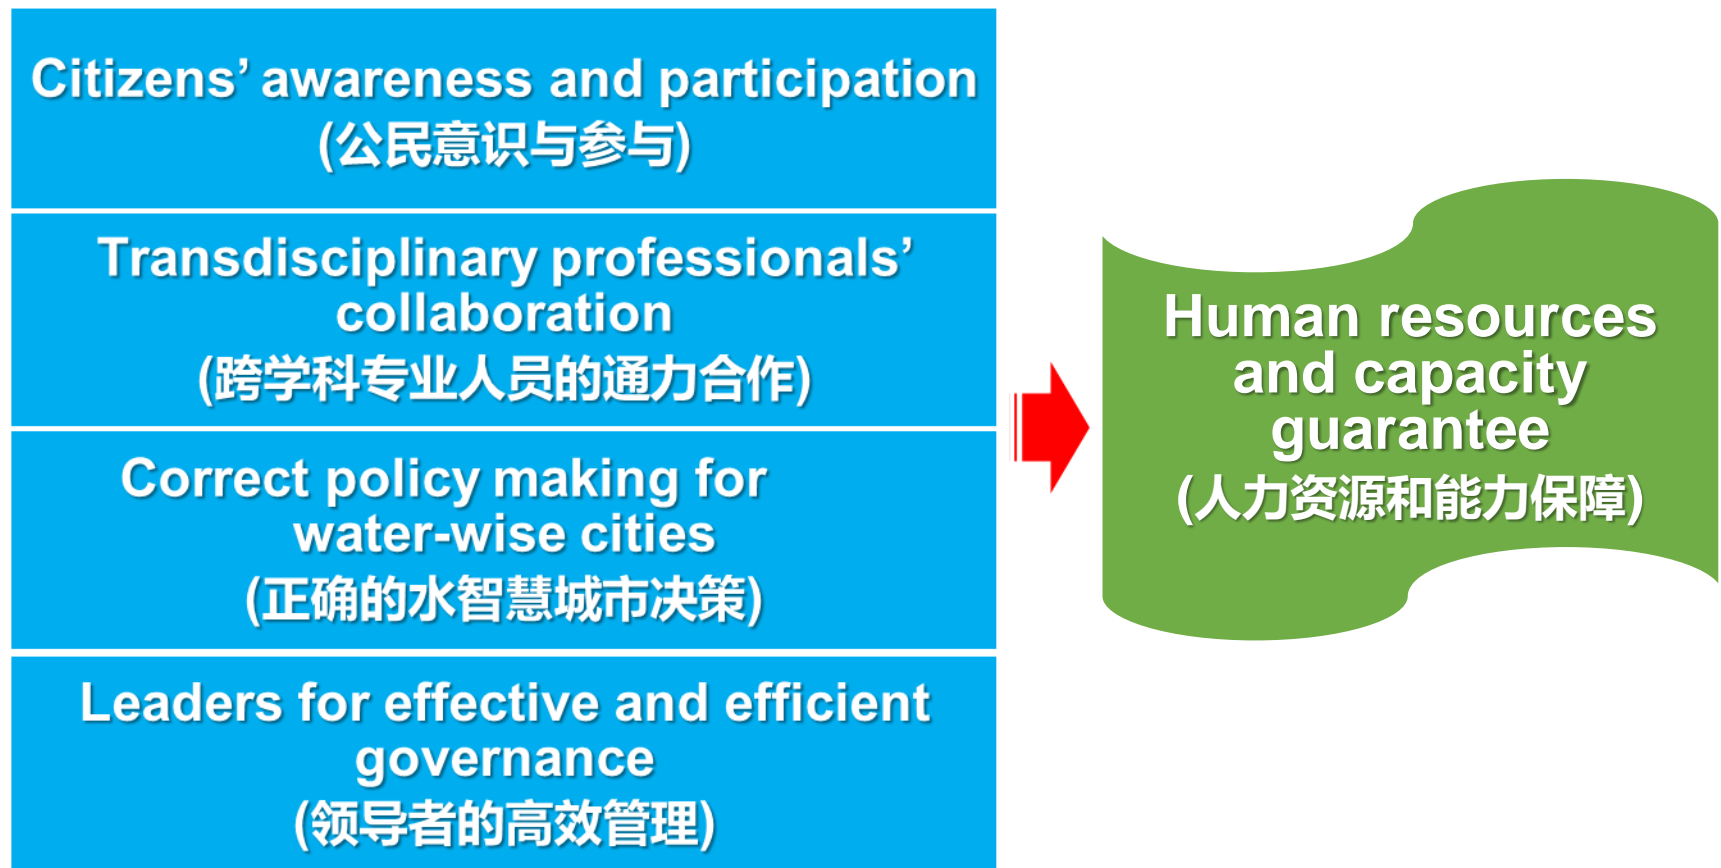 Citizens’ awareness and participation
(公民意识与参与)
Transdisciplinary professionals’
collaboration
(跨学科专业人员的通力合作)
Correct policy making for
water-wise cities
(正确的水智慧城市决策)
Leaders for effective and efficient
governance
(领导者的高效管理)
Human resources
and capacity
guarantee
(人力资源和能力保障)